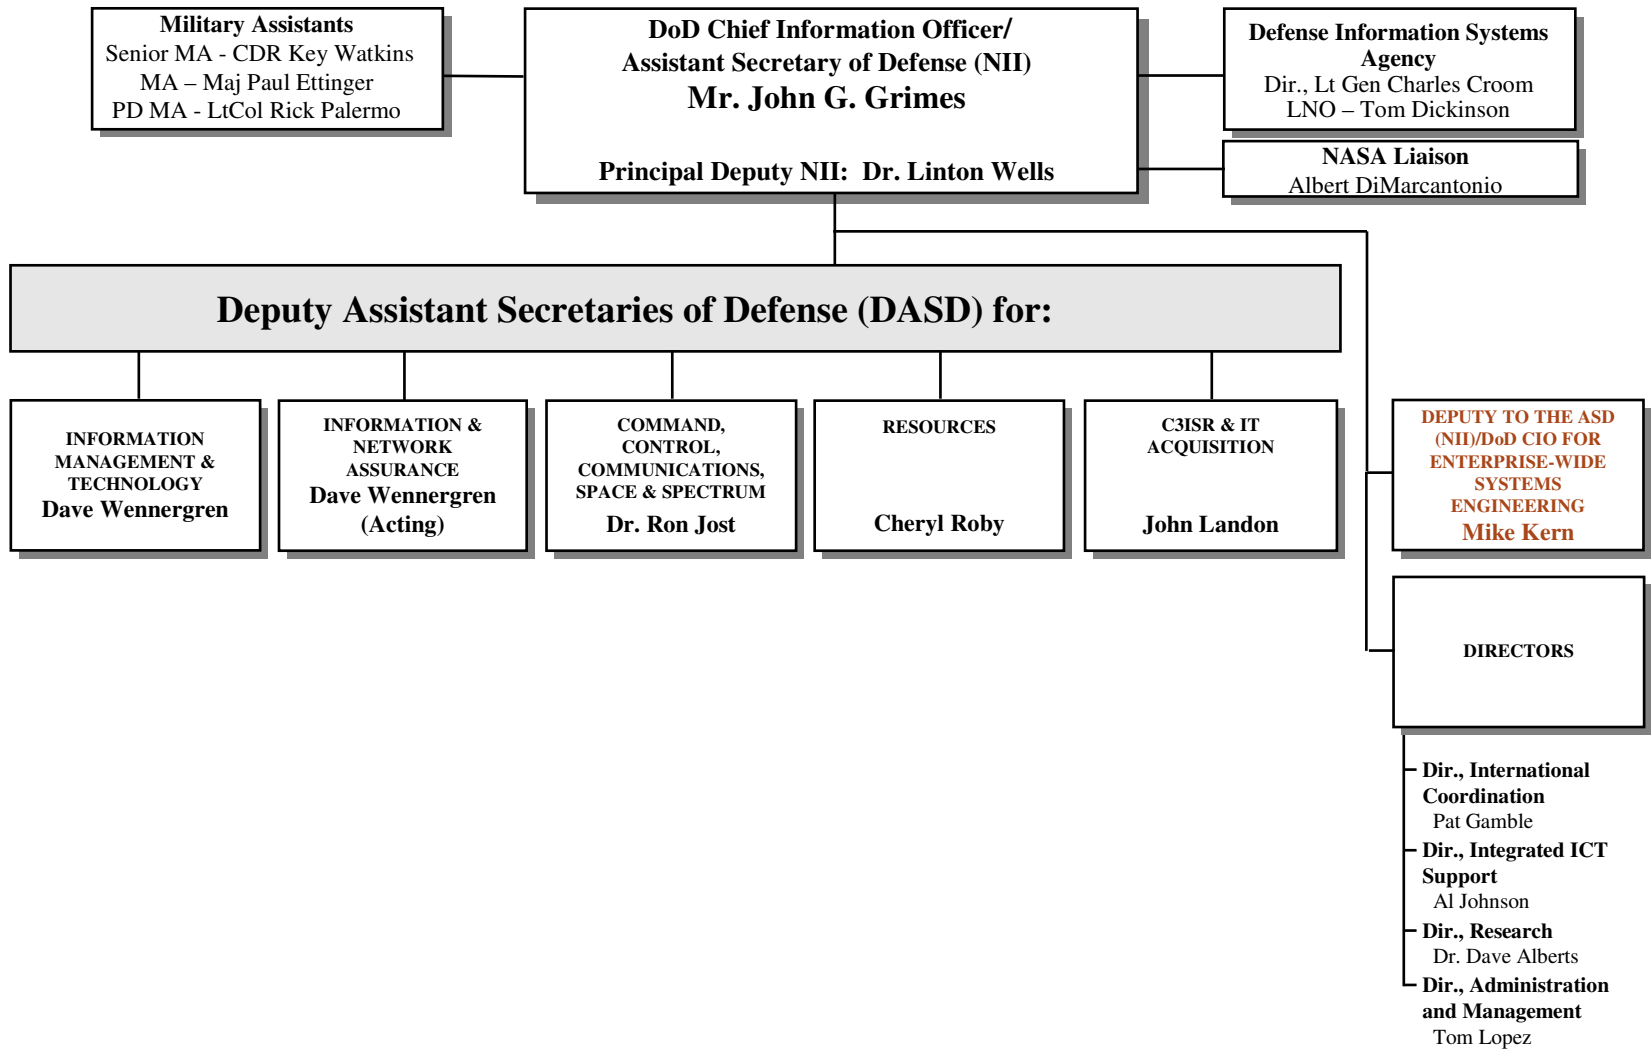 Military Assistants
Senior MA - CDR Key Watkins
MA – Maj Paul Ettinger
PD MA - LtCol Rick Palermo
DoD Chief Information Officer/
Assistant Secretary of Defense (NII)
Mr. John G. Grimes
Principal Deputy NII: Dr. Linton Wells
Defense Information Systems
Agency
Dir., Lt Gen Charles Croom
LNO – Tom Dickinson
NASA Liaison
Albert DiMarcantonio
Deputy Assistant Secretaries of Defense (DASD) for:
INFORMATION
MANAGEMENT &
TECHNOLOGY
Dave Wennergren
INFORMATION &
NETWORK
ASSURANCE
Dave Wennergren
(Acting)
COMMAND,
CONTROL,
COMMUNICATIONS,
SPACE & SPECTRUM
Dr. Ron Jost
RESOURCES
Cheryl Roby
C3ISR & IT
ACQUISITION
John Landon
DEPUTY TO THE ASD
(NII)/DoD CIO FOR
ENTERPRISE-WIDE
SYSTEMS
ENGINEERING
Mike Kern
DIRECTORS
Dir., International
Coordination
Pat Gamble
Dir., Integrated ICT
Support
Al Johnson
Dir., Research
Dr. Dave Alberts
Dir., Administration
and Management
Tom Lopez